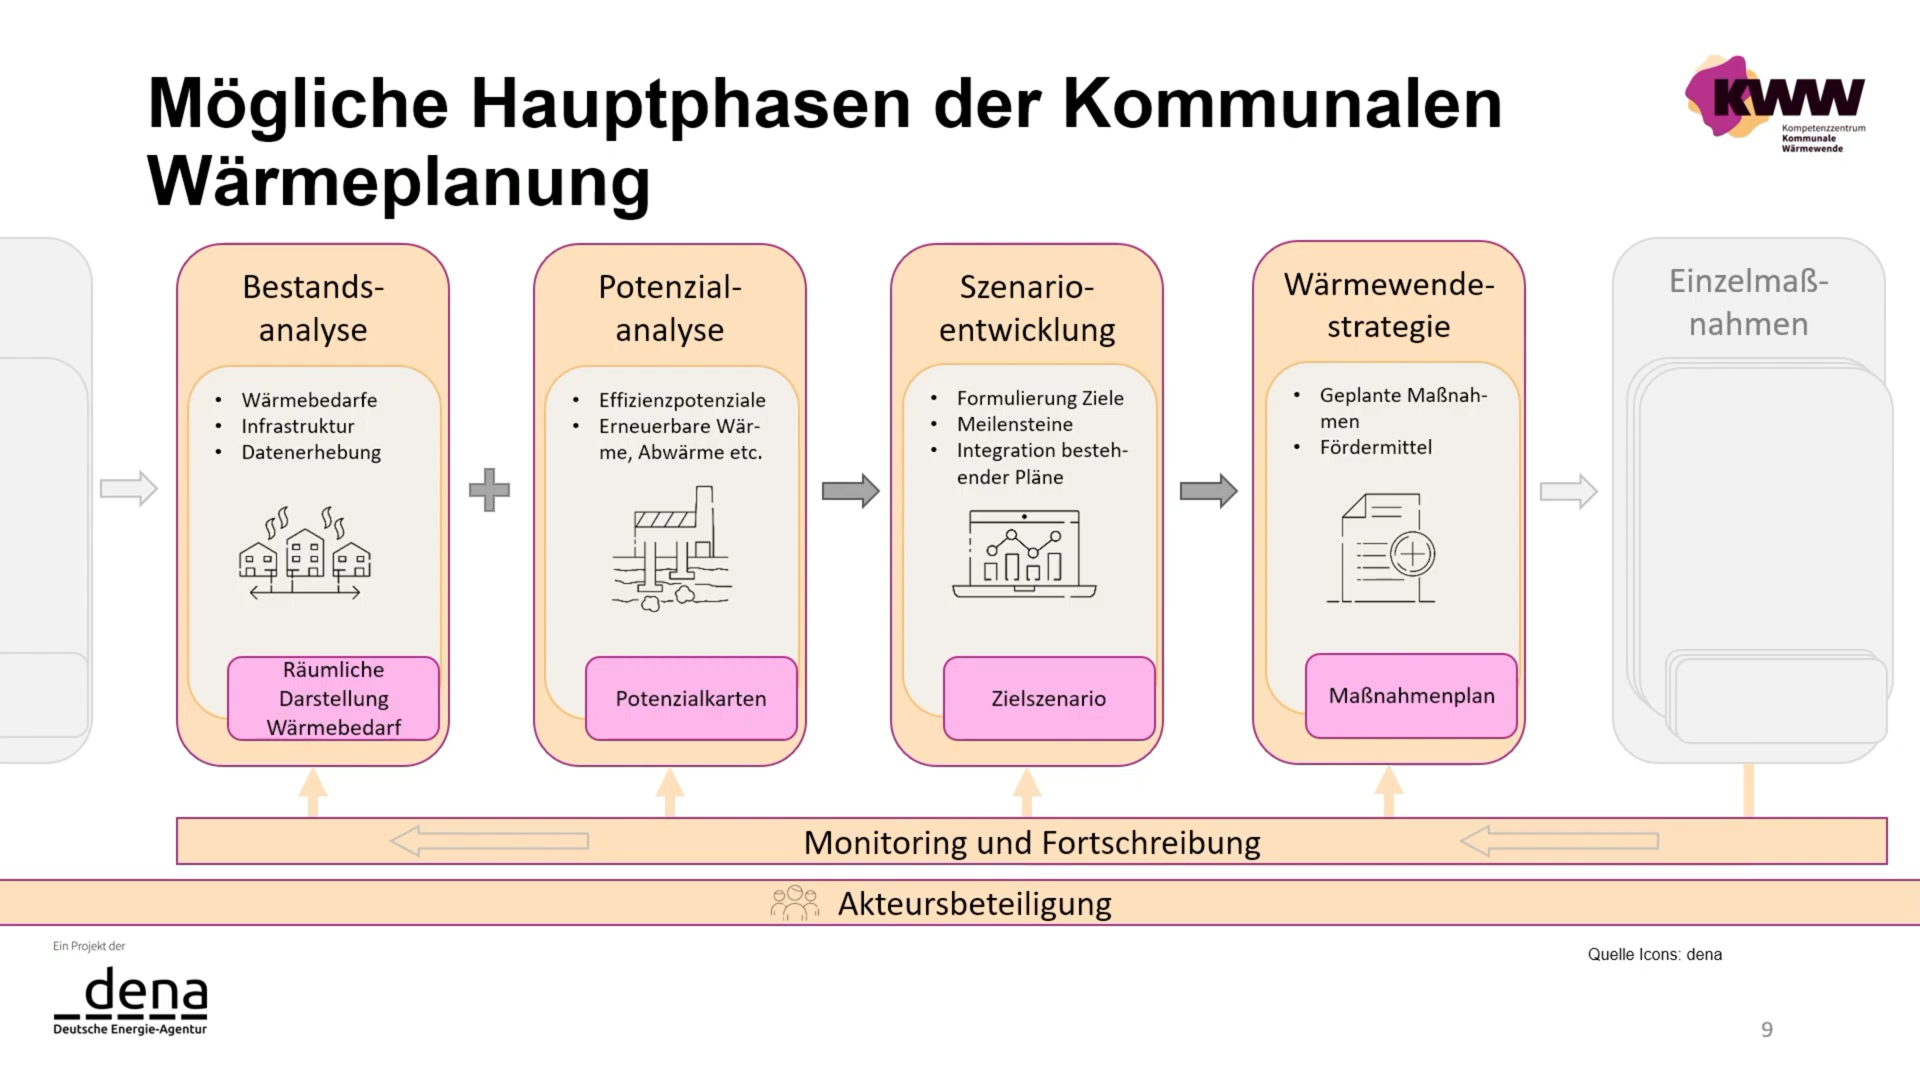 Mögliche Hauptphasen der Kommunalen
Wärmeplanung
KWW
Kompetenzzentrum
Kommunale
Wärmewende
Bestands-
analyse
• Wärmebedarfe
• Infrastruktur
• Datenerhebung
Räumliche
Darstellung
Wärmebedarf
Potenzial-
analyse
• Effizienzpotenziale
• Erneuerbare Wär-
me, Abwärme etc.
Potenzialkarten
Szenario-
entwicklung
• Formulierung Ziele
• Meilensteine
• Integration besteh-
ender Pläne
Zielszenario
Wärmewende-
strategie
• Geplante Maßnah-
men
• Fördermittel
Maßnahmenplan
Einzelmaß-
nahmen
Monitoring und Fortschreibung
Akteursbeteiligung
Ein Projekt der
dena
Deutsche Energie-Agentur
Quelle Icons: dena
9